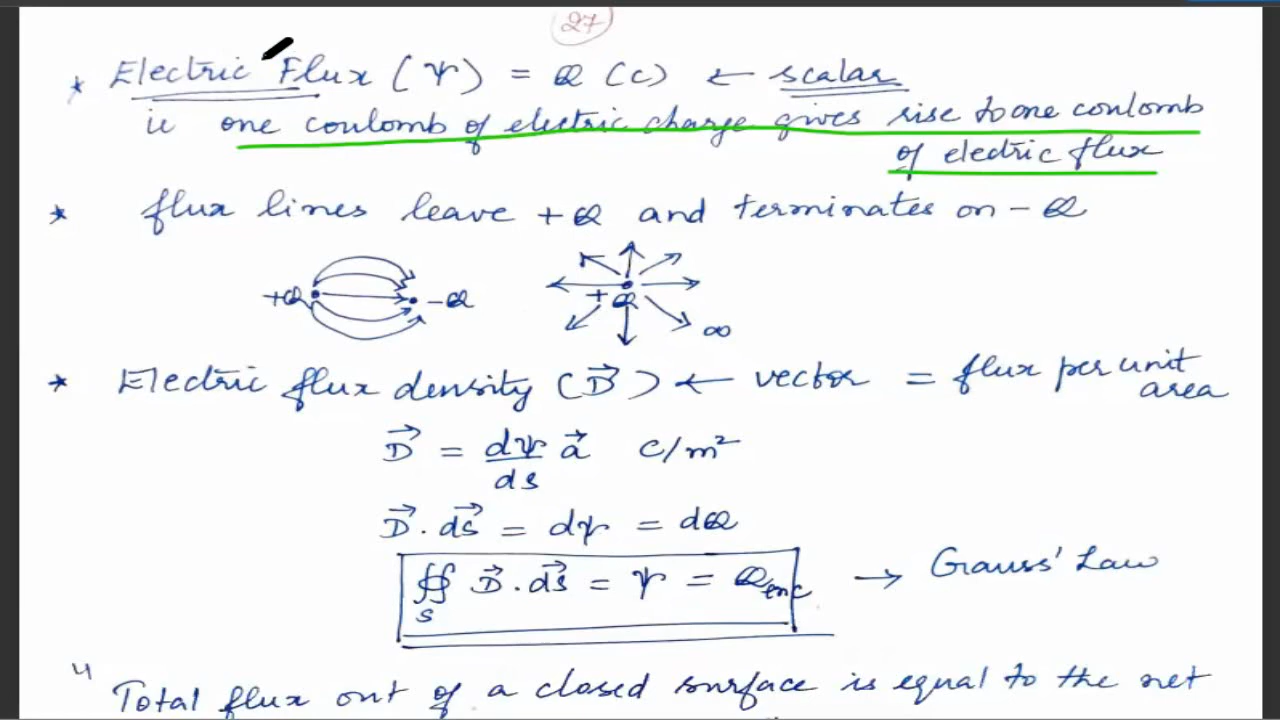 27
* Electric Flux (Ψ) = Q (C) ← scalar
ie one coulomb of electric charge gives rise to one coulomb
of electric flux
* flux lines leave +Q and terminates on -Q
+Q -Q +Q ∞
* Electric flux density (D⃗) ← vector = flux per unit area
D⃗ = dΨ/ds a⃗ C/m²
D⃗ . ds⃗ = dψ = dQ
∯ₛ D⃗ . ds⃗ = Ψ = Qenc → Gauss' Law
Total flux out of a closed surface is equal to the net